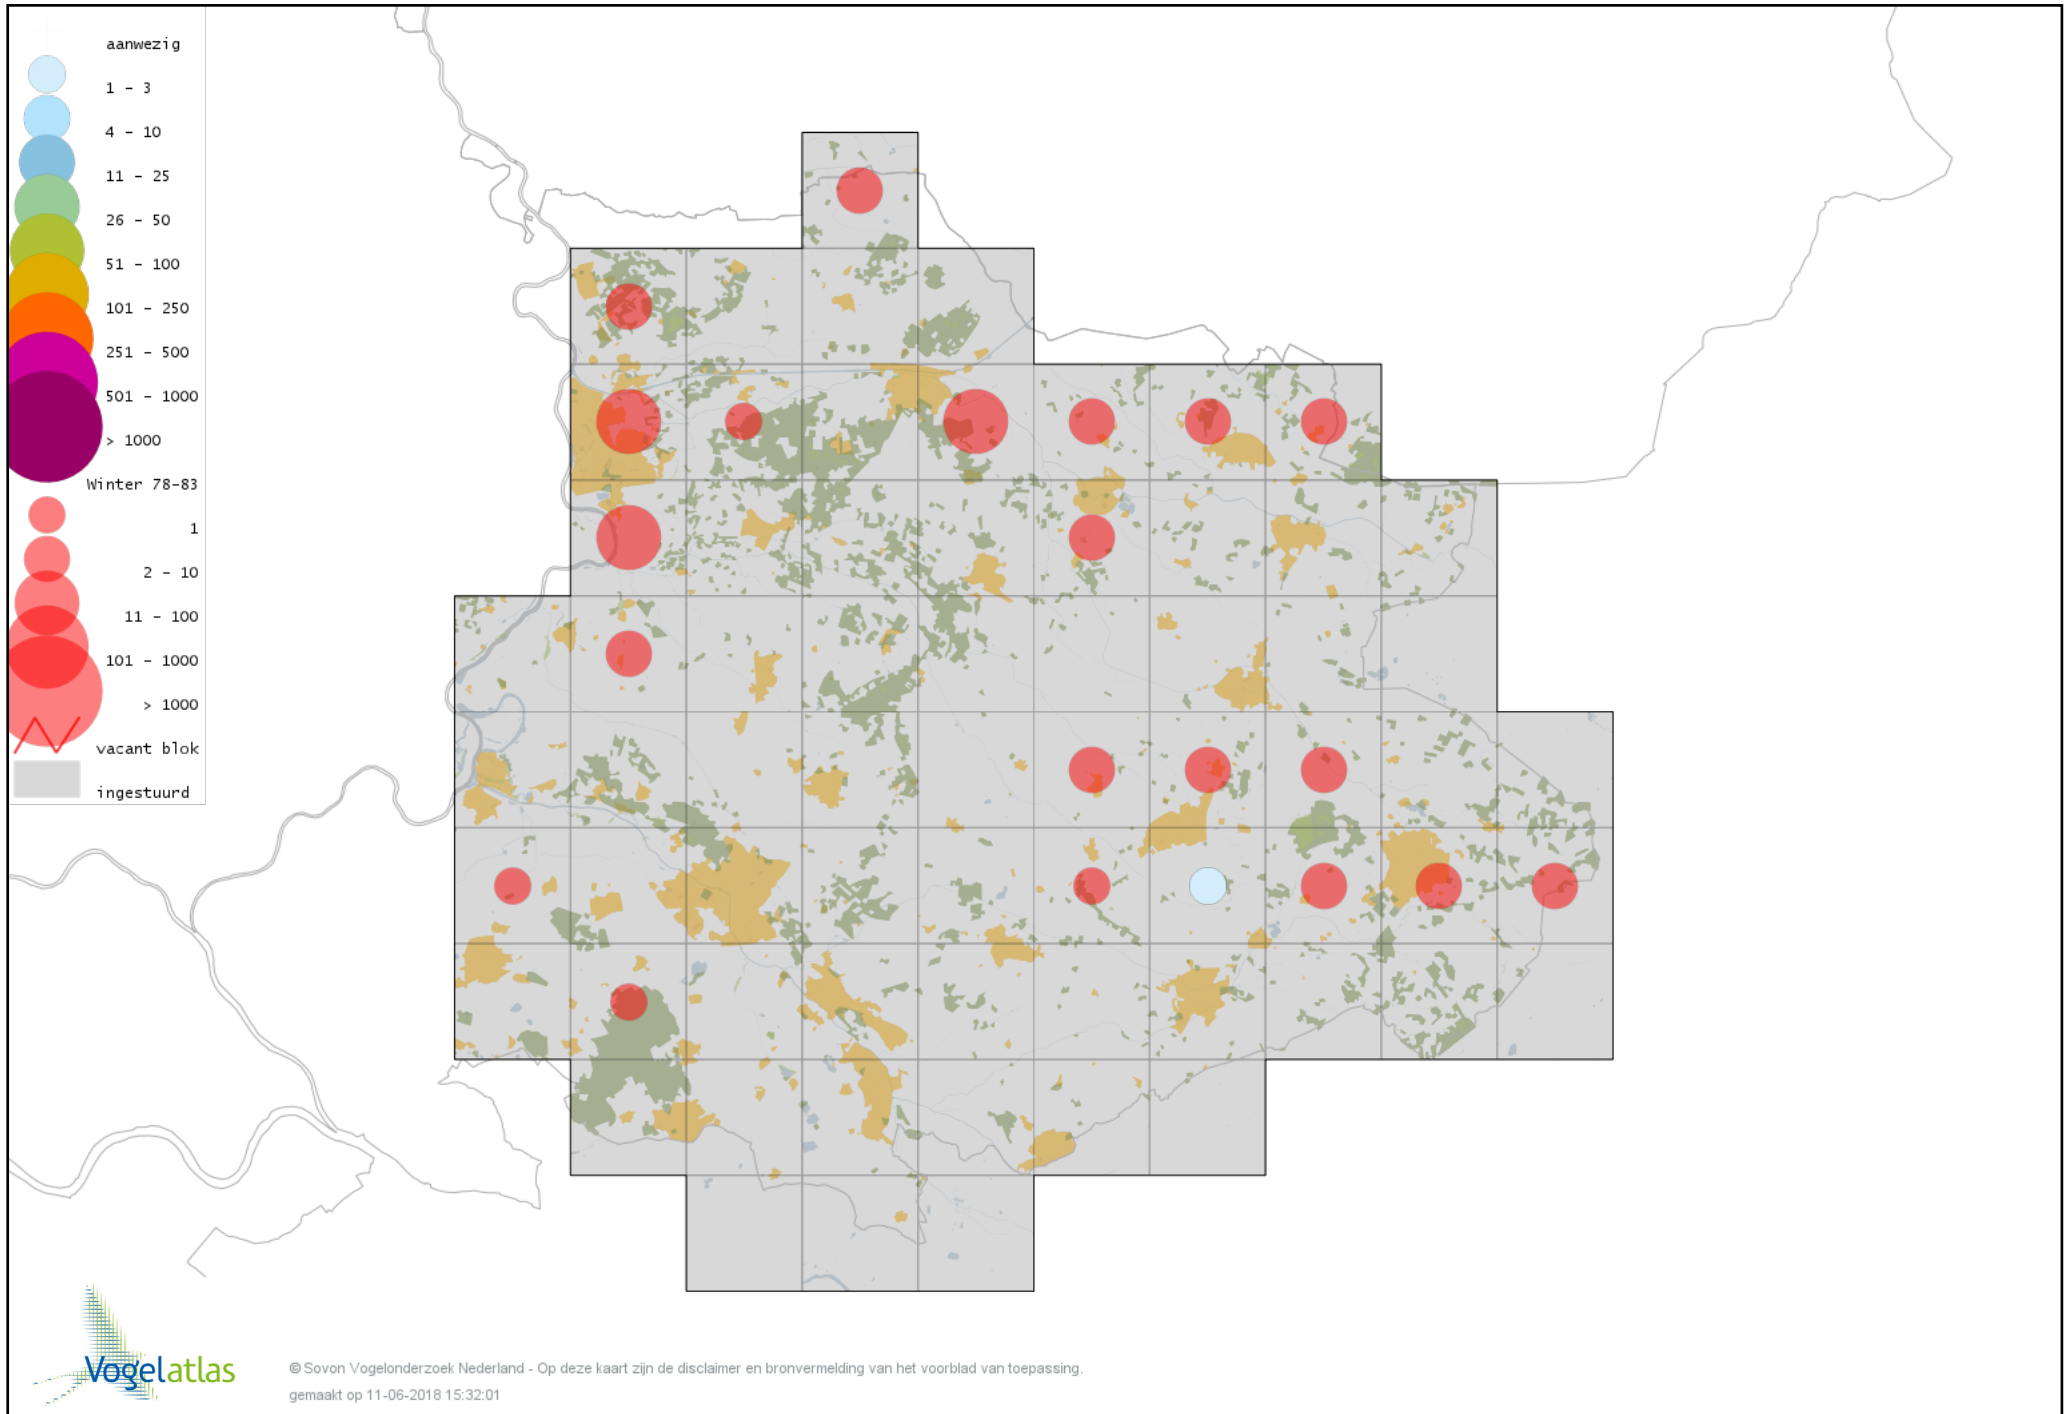 aanwezig
1 - 3
4 - 10
11 - 25
26 - 50
51 - 100
101 - 250
251 - 500
501 - 1000
> 1000
Winter 78-83
1
2 - 10
11 - 100
101 - 1000
> 1000
vacant blok
ingestuurd
Vogelatlas
© Sovon Vogelonderzoek Nederland - Op deze kaart zijn de disclaimer en bronvermelding van het voorblad van toepassing.
gemaakt op 11-06-2018 15:32:01